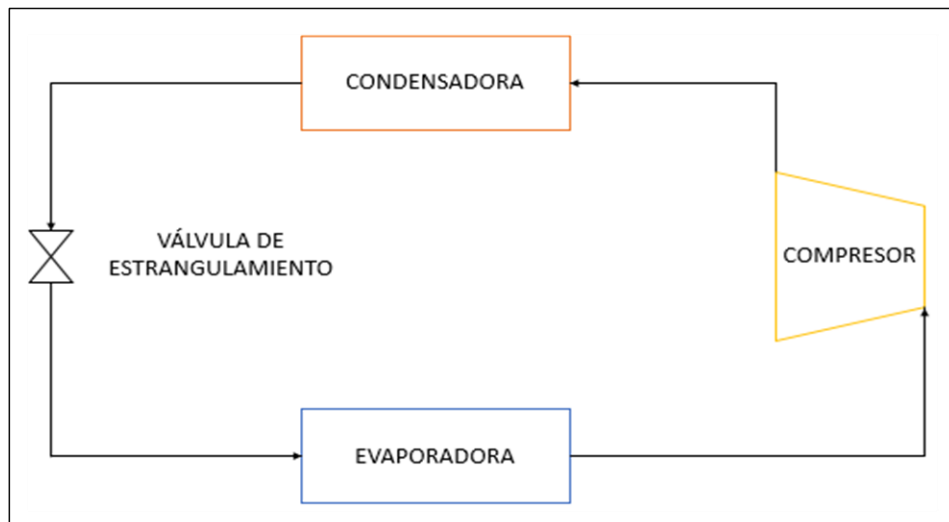 CONDENSADORA
VÁLVULA DE
ESTRANGULAMIENTO
COMPRESOR
EVAPORADORA